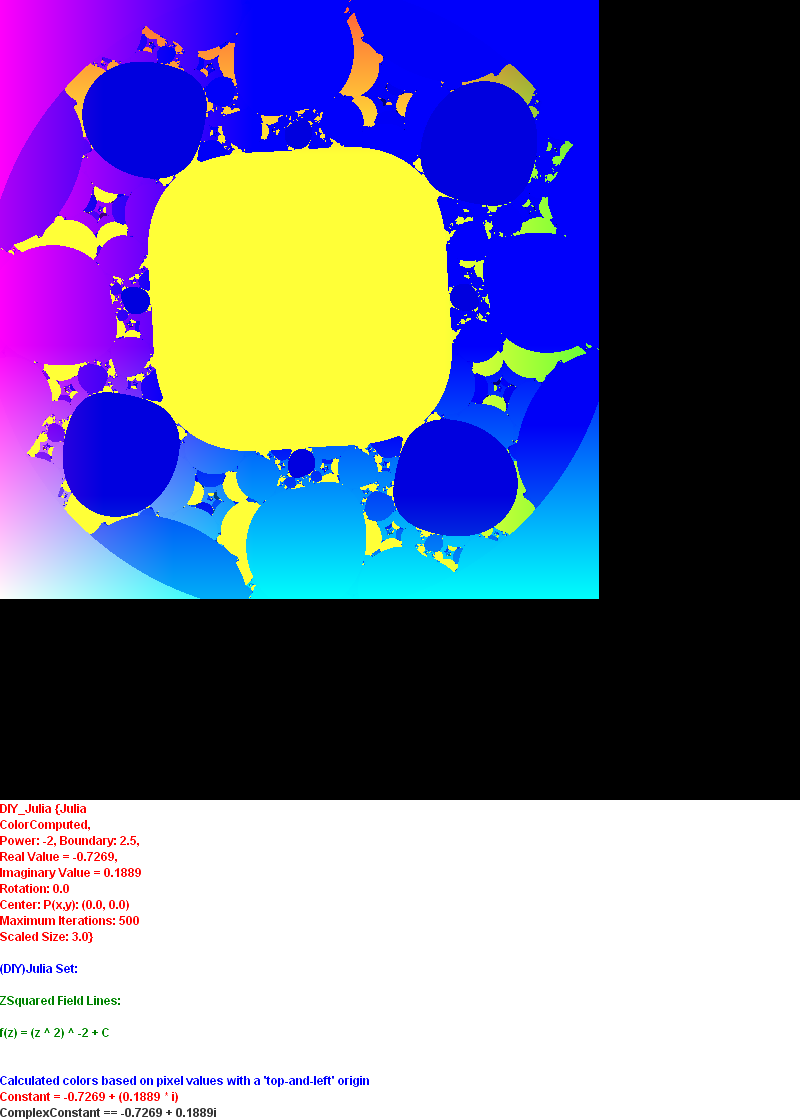 DIY_Julia {Julia
ColorComputed,
Power: -2, Boundary: 2.5,
Real Value = -0.7269,
Imaginary Value = 0.1889
Rotation: 0.0
Center: P(x,y): (0.0, 0.0)
Maximum Iterations: 500
Scaled Size: 3.0}
(DIY)Julia Set:
ZSquared Field Lines:
f(z) = (z ^ 2) ^ -2 + C
Calculated colors based on pixel values with a 'top-and-left' origin
Constant = -0.7269 + (0.1889 * i)
ComplexConstant == -0.7269 + 0.1889i